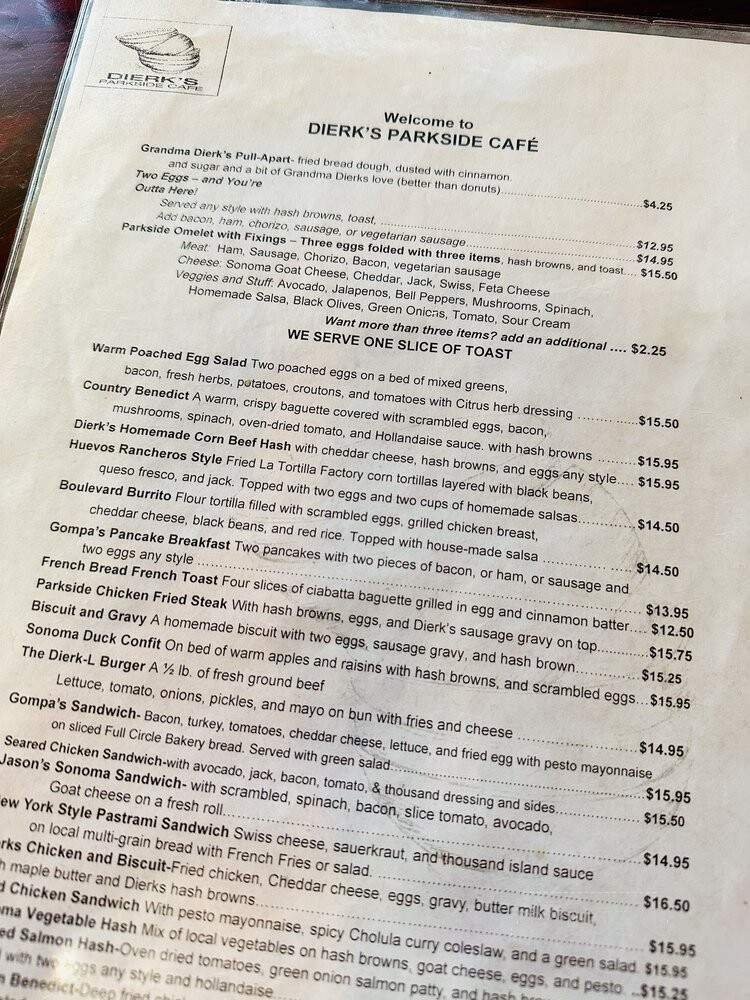 DIERK'S
PARKSIDE CAFE
Welcome to
DIERK'S PARKSIDE CAFÉ
Grandma Dierk's Pull-Apart- fried bread dough, dusted with cinnamon.
and sugar and a bit of Grandma Dierks love (better than donuts)....$4.25
Two Eggs – and You're
Outta Here!
Served any style with hash browns, toast, ....$12.95
Add bacon, ham, chorizo, sausage, or vegetarian sausage....$14.95
Parkside Omelet with Fixings – Three eggs folded with three items, hash browns, and toast.... $15.50
Meat: Ham, Sausage, Chorizo, Bacon, vegetarian sausage
Cheese: Sonoma Goat Cheese, Cheddar, Jack, Swiss, Feta Cheese
Veggies and Stuff: Avocado, Jalapenos, Bell Peppers, Mushrooms, Spinach,
Homemade Salsa, Black Olives, Green Onions, Tomato, Sour Cream
Want more than three items? add an additional .... $2.25
WE SERVE ONE SLICE OF TOAST
Warm Poached Egg Salad Two poached eggs on a bed of mixed greens,
bacon, fresh herbs, potatoes, croutons, and tomatoes with Citrus herb dressing ....$15.50
Country Benedict A warm, crispy baguette covered with scrambled eggs, bacon,
mushrooms, spinach, oven-dried tomato, and Hollandaise sauce. with hash browns ....$15.95
Dierk's Homemade Corn Beef Hash with cheddar cheese, hash browns, and eggs any style.... $15.95
Huevos Rancheros Style Fried La Tortilla Factory corn tortillas layered with black beans,
queso fresco, and jack. Topped with two eggs and two cups of homemade salsas....$14.50
Boulevard Burrito Flour tortilla filled with scrambled eggs, grilled chicken breast,
cheddar cheese, black beans, and red rice. Topped with house-made salsa ....$14.50
Gompa's Pancake Breakfast Two pancakes with two pieces of bacon, or ham, or sausage and
two eggs any style .... $13.95
French Bread French Toast Four slices of ciabatta baguette grilled in egg and cinnamon batter.... $12.50
Parkside Chicken Fried Steak With hash browns, eggs, and Dierk's sausage gravy on top....$15.75
Biscuit and Gravy A homemade biscuit with two eggs, sausage gravy, and hash brown....$15.25
Sonoma Duck Confit On bed of warm apples and raisins with hash browns, and scrambled eggs...$15.95
The Dierk-L Burger A ½ lb. of fresh ground beef
Lettuce, tomato, onions, pickles, and mayo on bun with fries and cheese ....$14.95
Gompa's Sandwich- Bacon, turkey, tomatoes, cheddar cheese, lettuce, and fried egg with pesto mayonnaise
on sliced Full Circle Bakery bread. Served with green salad....$15.95
Seared Chicken Sandwich-with avocado, jack, bacon, tomato, & thousand dressing and sides....$15.50
Jason's Sonoma Sandwich- with scrambled, spinach, bacon, slice tomato, avocado,
Goat cheese on a fresh roll....$14.95
ew York Style Pastrami Sandwich Swiss cheese, sauerkraut, and thousand island sauce
on local multi-grain bread with French Fries or salad. ....$16.50
rks Chicken and Biscuit-Fried chicken, Cheddar cheese, eggs, gravy, butter milk biscuit,
h maple butter and Dierks hash browns....$15.95
d Chicken Sandwich With pesto mayonnaise, spicy Cholula curry coleslaw, and a green salad. $15.95
ma Vegetable Hash Mix of local vegetables on hash browns, goat cheese, eggs, and pesto. ..$15.25
ed Salmon Hash-Oven dried tomatoes, green onion salmon patty, and hash
with two eggs any style and hollandaise....
Benedict-Deep fried